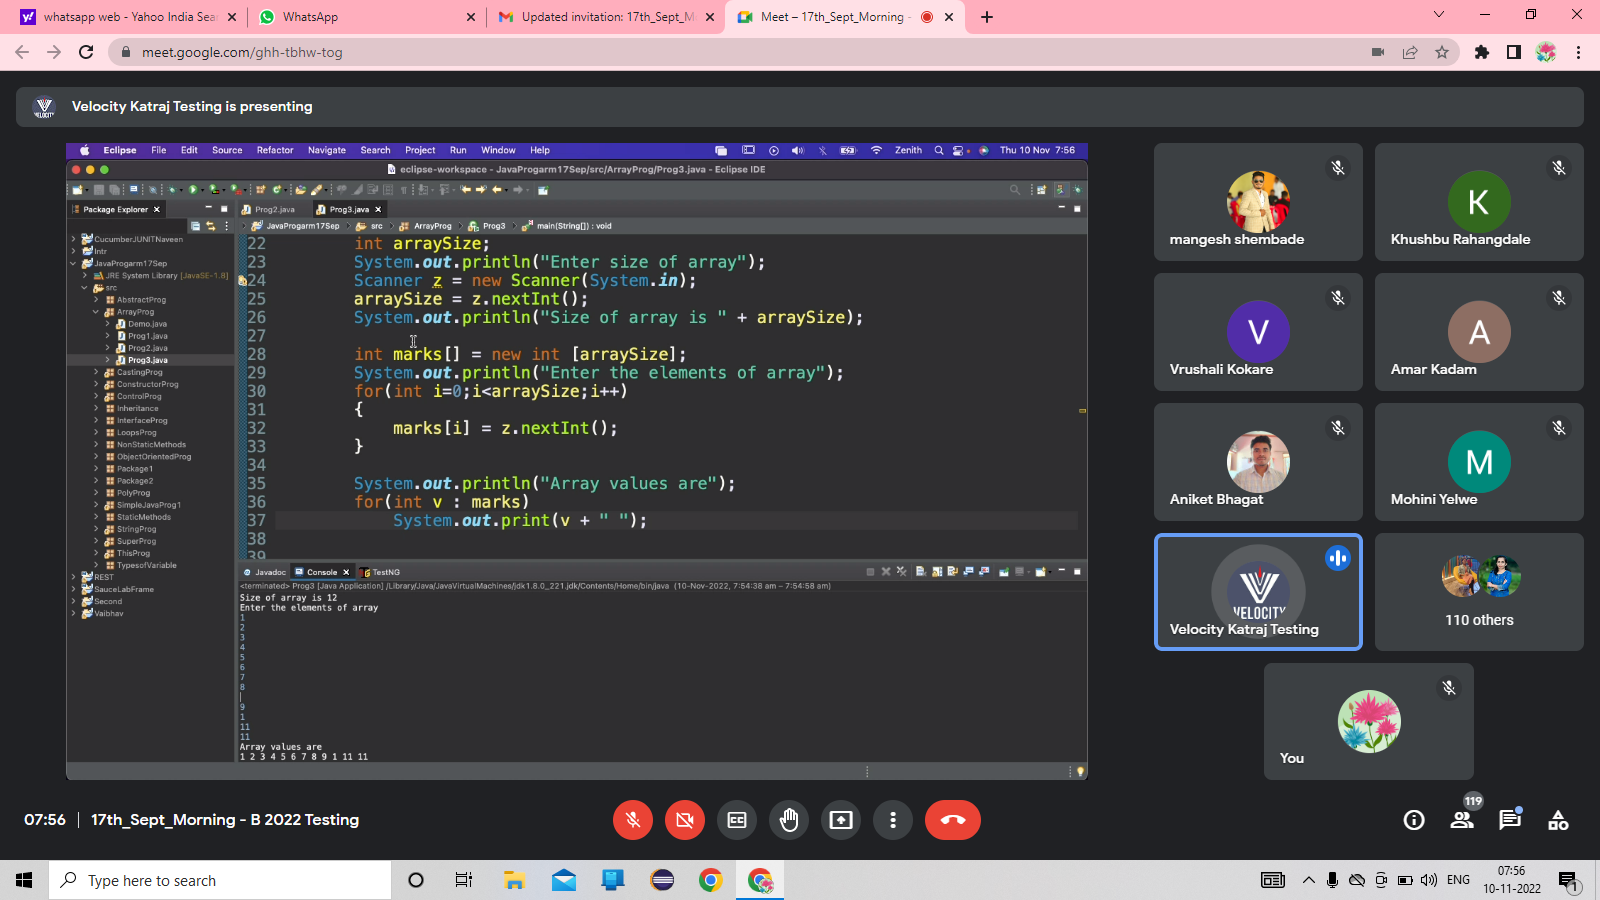 whatsapp web - Yahoo India Sear
WhatsApp
Updated invitation: 17th_Sept_M
Meet – 17th_Sept_Morning -
meet.google.com/ghh-tbhw-tog
Velocity Katraj Testing is presenting
Eclipse File Edit Source Refactor Navigate Search Project Run Window Help
Zenith
Thu 10 Nov 7:56
eclipse-workspace - JavaProgarm17Sep/src/ArrayProg/Prog3.java - Eclipse IDE
Package Explorer
Prog2.java
Prog3.java
JavaProgarm17Sep
src
ArrayProg
Prog3
main(String[]) : void
CucumberJUNITNaveen
Intr
JavaProgarm17Sep
JRE System Library [JavaSE-1.8]
src
AbstractProg
ArrayProg
Demo.java
Prog1.java
Prog2.java
Prog3.java
CastingProg
ConstructorProg
ControlProg
Inheritance
InterfaceProg
LoopsProg
NonStaticMethods
ObjectOrientedProg
Package1
Package2
PolyProg
SimpleJavaProg1
StaticMethods
StringProg
SuperProg
ThisProg
TypesofVariable
REST
SauceLabFrame
Second
Vaibhav
22 int arraySize;
23 System.out.println("Enter size of array");
24 Scanner z = new Scanner(System.in);
25 arraySize = z.nextInt();
26 System.out.println("Size of array is " + arraySize);
27
28 int marks[] = new int [arraySize];
29 System.out.println("Enter the elements of array");
30 for(int i=0;i<arraySize;i++)
31 {
32 marks[i] = z.nextInt();
33 }
34
35 System.out.println("Array values are");
36 for(int v : marks)
37 System.out.print(v + " ");
38
39
Javadoc
Console
TestNG
<terminated> Prog3 [Java Application] /Library/Java/JavaVirtualMachines/jdk1.8.0_221.jdk/Contents/Home/bin/java (10-Nov-2022, 7:54:38 am – 7:54:58 am)
Size of array is 12
Enter the elements of array
1
2
3
4
5
6
7
8
9
1
11
11
Array values are
1 2 3 4 5 6 7 8 9 1 11 11
mangesh shembade
K
Khushbu Rahangdale
V
Vrushali Kokare
A
Amar Kadam
Aniket Bhagat
M
Mohini Yelwe
VELOCITY
Velocity Katraj Testing
110 others
You
07:56 | 17th_Sept_Morning - B 2022 Testing
119
Type here to search
ENG
07:56
10-11-2022
1